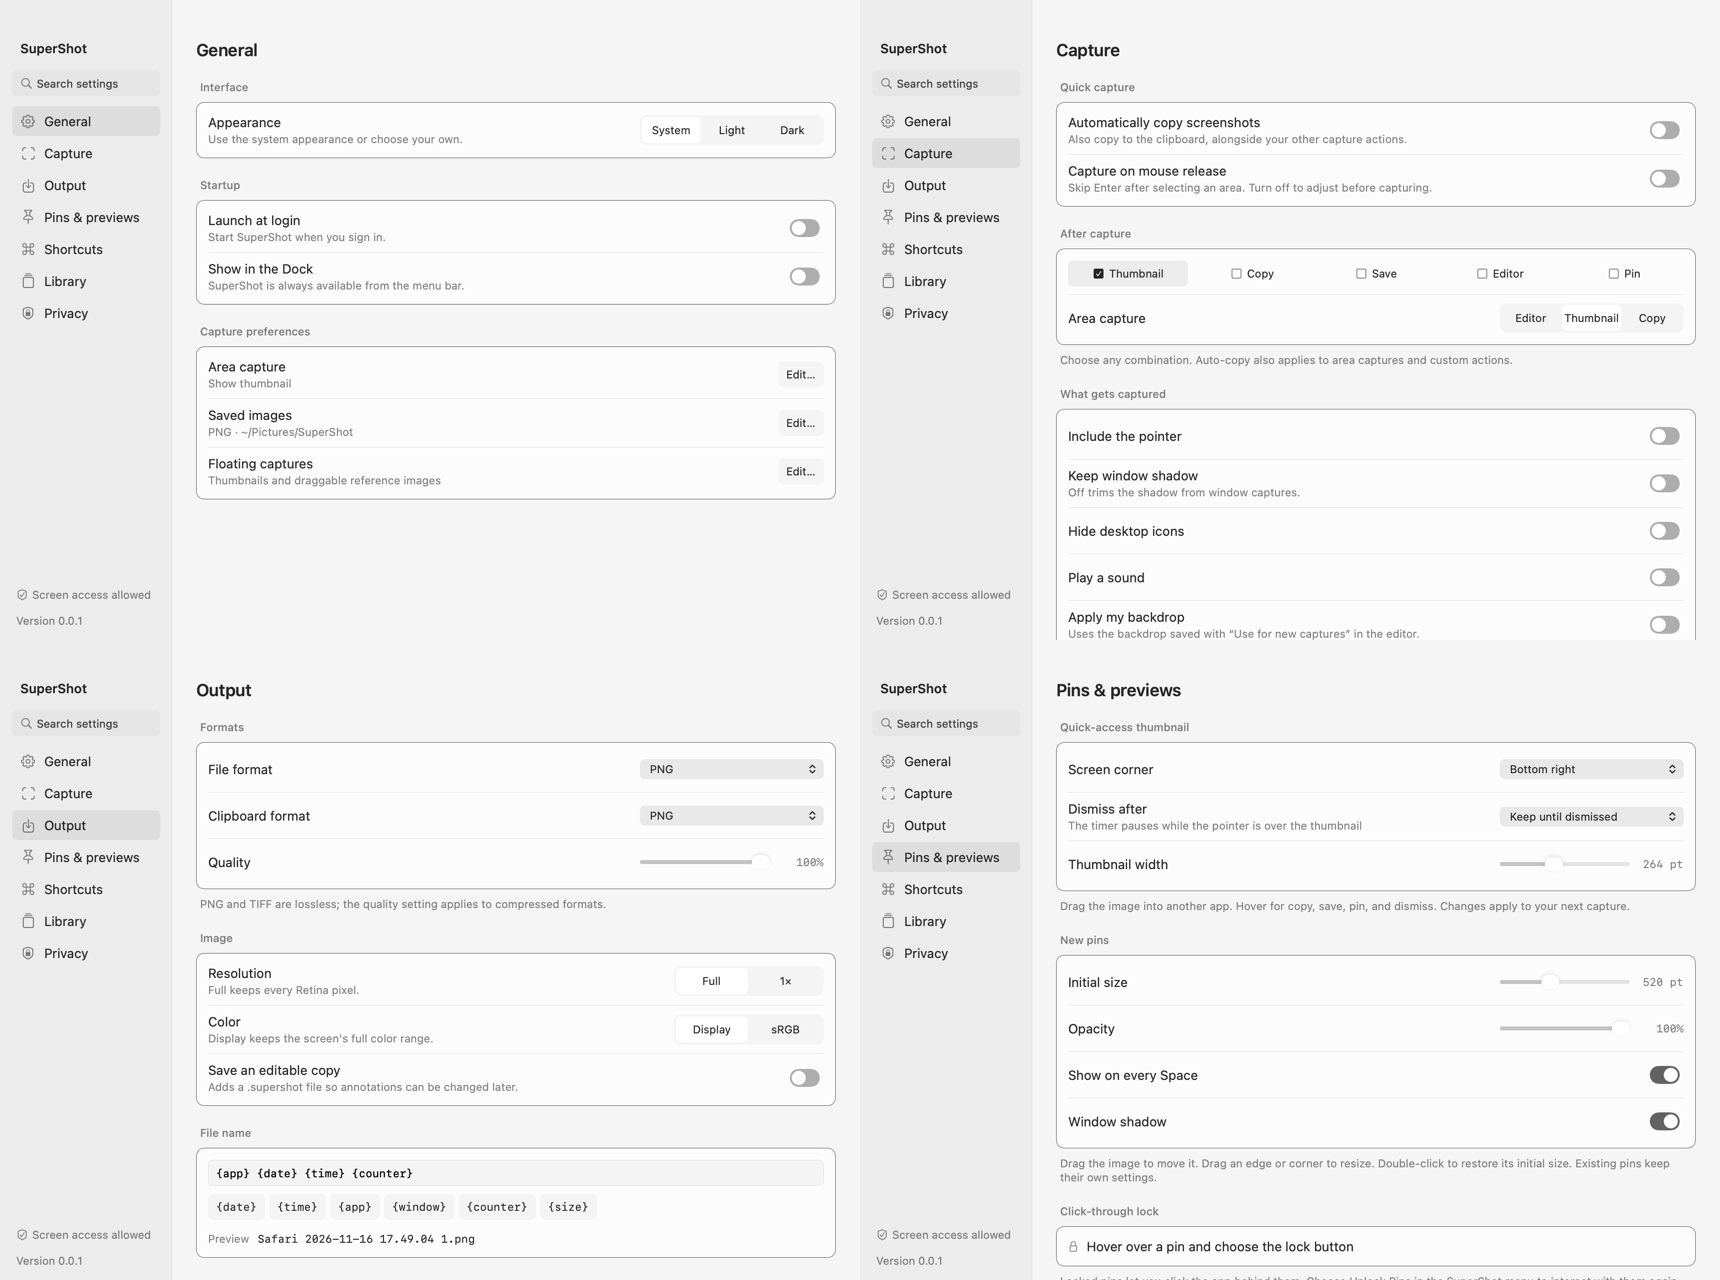 SuperShot
Search settings
General
Capture
Output
Pins & previews
Shortcuts
Library
Privacy
Screen access allowed
Version 0.0.1
General
Interface
Appearance
Use the system appearance or choose your own.
System Light Dark
Startup
Launch at login
Start SuperShot when you sign in.
Show in the Dock
SuperShot is always available from the menu bar.
Capture preferences
Area capture
Show thumbnail
Edit...
Saved images
PNG · ~/Pictures/SuperShot
Edit...
Floating captures
Thumbnails and draggable reference images
Edit...
SuperShot
Search settings
General
Capture
Output
Pins & previews
Shortcuts
Library
Privacy
Screen access allowed
Version 0.0.1
Capture
Quick capture
Automatically copy screenshots
Also copy to the clipboard, alongside your other capture actions.
Capture on mouse release
Skip Enter after selecting an area. Turn off to adjust before capturing.
After capture
Thumbnail Copy Save Editor Pin
Area capture
Editor Thumbnail Copy
Choose any combination. Auto-copy also applies to area captures and custom actions.
What gets captured
Include the pointer
Keep window shadow
Off trims the shadow from window captures.
Hide desktop icons
Play a sound
Apply my backdrop
Uses the backdrop saved with “Use for new captures” in the editor.
SuperShot
Search settings
General
Capture
Output
Pins & previews
Shortcuts
Library
Privacy
Screen access allowed
Version 0.0.1
Output
Formats
File format
PNG
Clipboard format
PNG
Quality
100%
PNG and TIFF are lossless; the quality setting applies to compressed formats.
Image
Resolution
Full keeps every Retina pixel.
Full 1×
Color
Display keeps the screen's full color range.
Display sRGB
Save an editable copy
Adds a .supershot file so annotations can be changed later.
File name
{app} {date} {time} {counter}
{date} {time} {app} {window} {counter} {size}
Preview Safari 2026-11-16 17.49.04 1.png
SuperShot
Search settings
General
Capture
Output
Pins & previews
Shortcuts
Library
Privacy
Screen access allowed
Version 0.0.1
Pins & previews
Quick-access thumbnail
Screen corner
Bottom right
Dismiss after
The timer pauses while the pointer is over the thumbnail
Keep until dismissed
Thumbnail width
264 pt
Drag the image into another app. Hover for copy, save, pin, and dismiss. Changes apply to your next capture.
New pins
Initial size
520 pt
Opacity
100%
Show on every Space
Window shadow
Drag the image to move it. Drag an edge or corner to resize. Double-click to restore its initial size. Existing pins keep
their own settings.
Click-through lock
Hover over a pin and choose the lock button